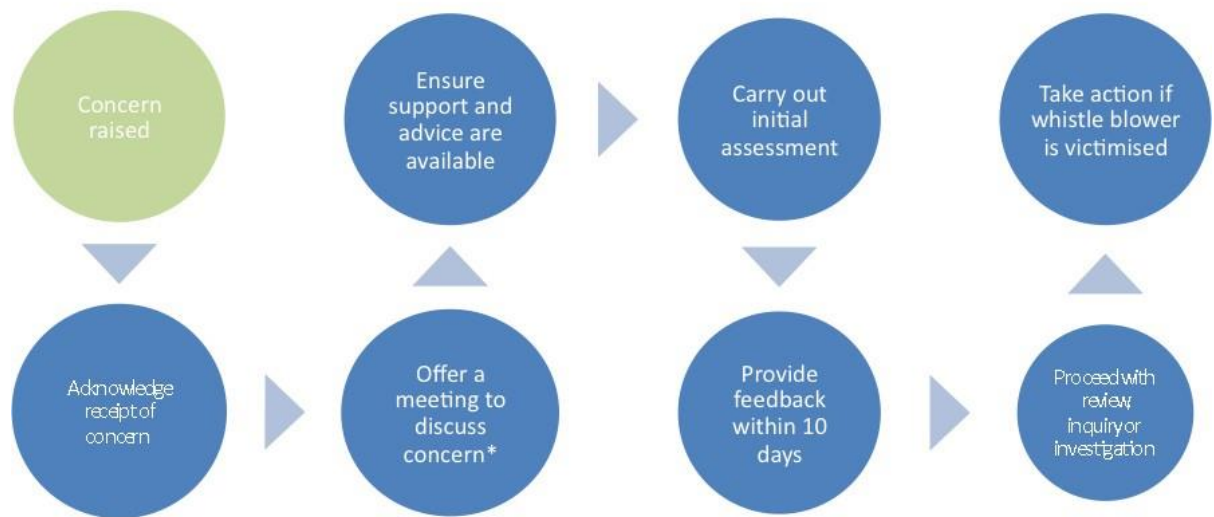 Concern
raised
Acknowledge
receipt of
concern
Offer a
meeting to
discuss
concern*
Ensure
support and
advice are
available
Carry out
initial
assessment
Provide
feedback
within 10
days
Proceed with
review,
inquiry or
investigation
Take action if
whistle blower
is victimised